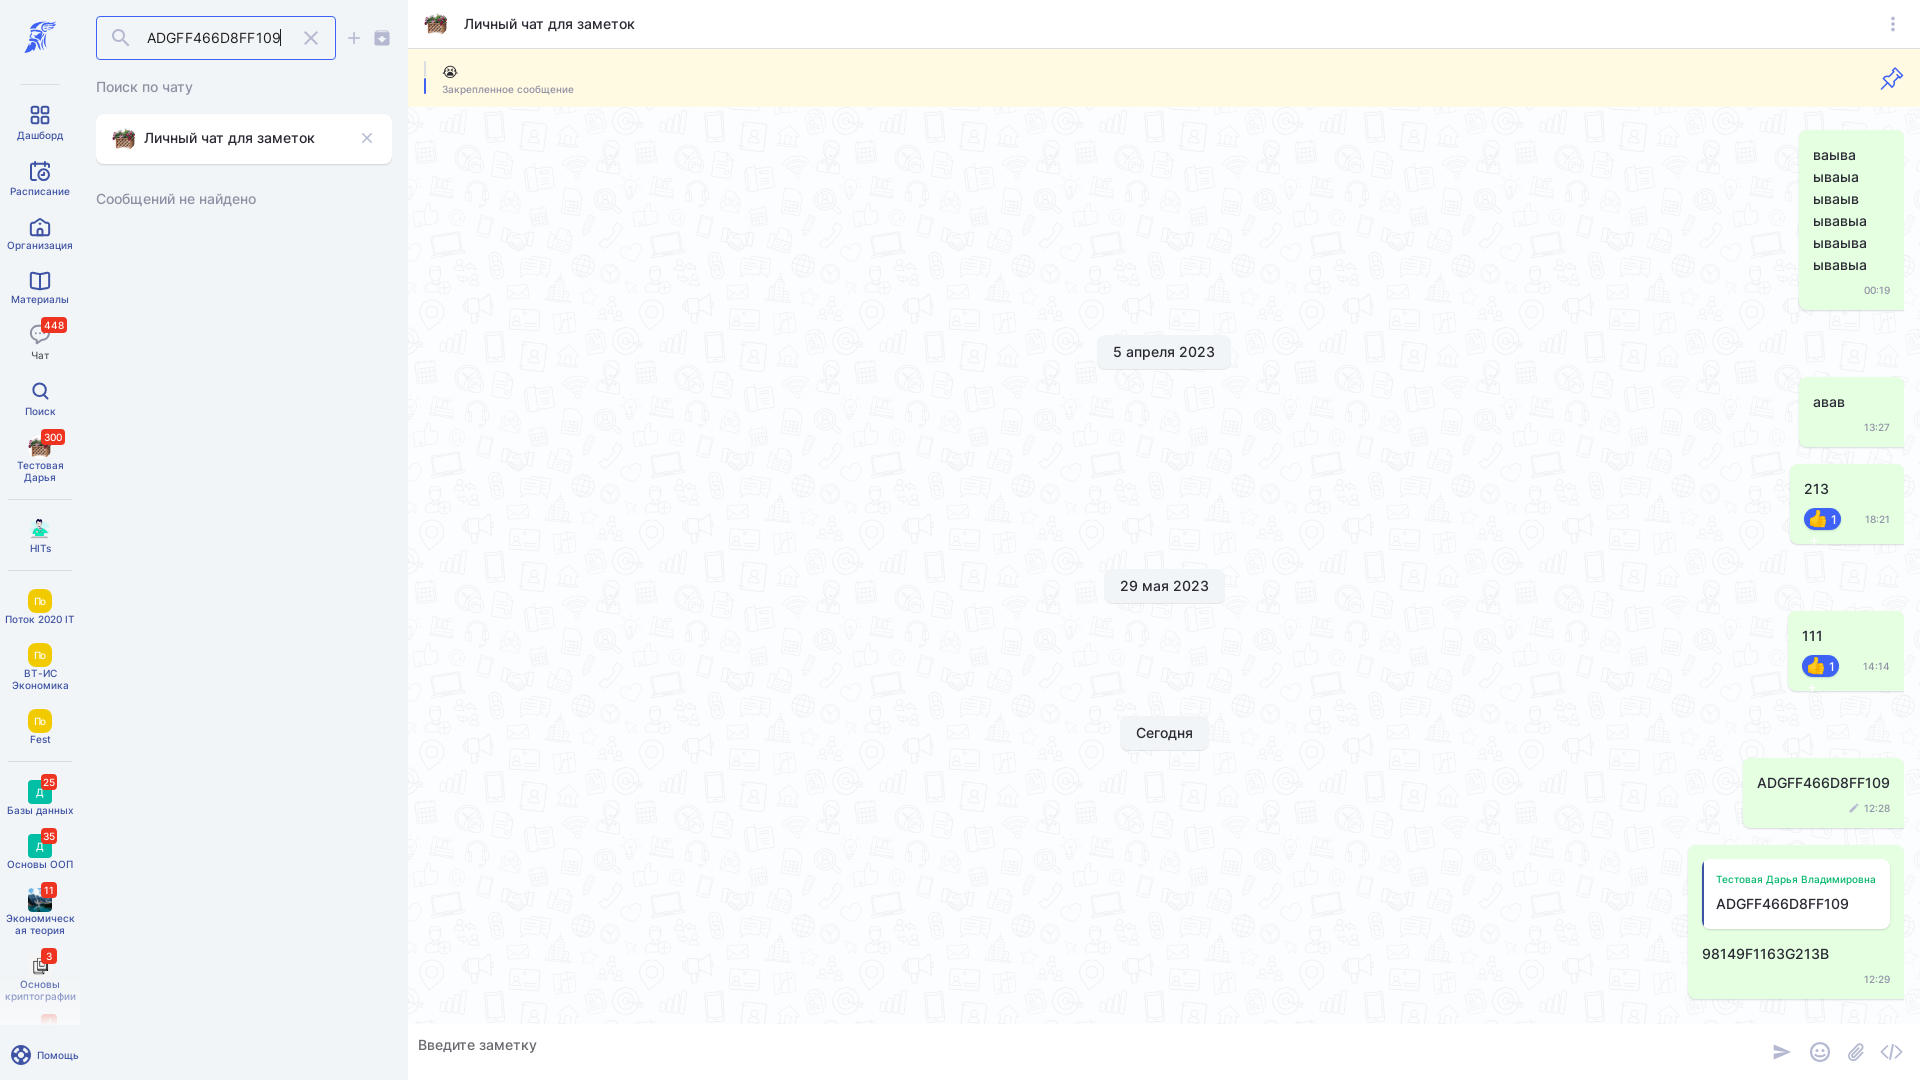 ADGFF466D8FF109
Поиск по чату
Личный чат для заметок
Сообщений не найдено
Дашборд
Расписание
Организация
Материалы
448
Чат
Поиск
300
Тестовая
Дарья
HITs
По
Поток 2020 IT
По
ВТ-ИС
Экономика
По
Fest
25
Д
Базы данных
35
Д
Основы ООП
11
Экономическ
ая теория
3
Основы
криптографии
Помощь
Личный чат для заметок
😭
Закрепленное сообщение
ваыва
ываыа
ываыв
ывавыа
ываыва
ывавыа
00:19
5 апреля 2023
авав
13:27
213
👍 1
18:21
29 мая 2023
111
👍 1
14:14
Сегодня
ADGFF466D8FF109
12:28
Тестовая Дарья Владимировна
ADGFF466D8FF109
98149F1163G213B
12:29
Введите заметку